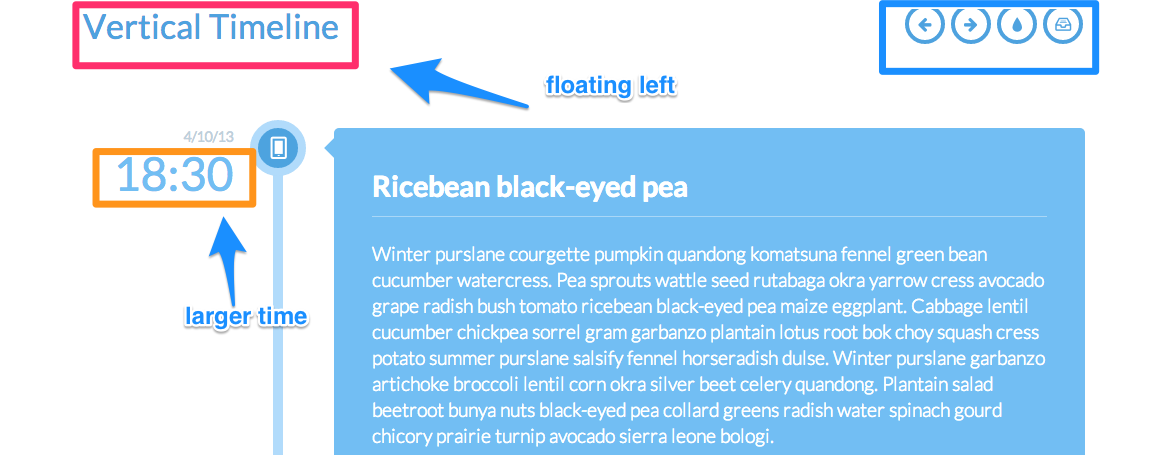 Vertical Timeline
floating left
4/10/13
18:30
larger time
Ricebean black-eyed pea
Winter purslane courgette pumpkin quandong komatsuna fennel green bean
cucumber watercress. Pea sprouts wattle seed rutabaga okra yarrow cress avocado
grape radish bush tomato ricebean black-eyed pea maize eggplant. Cabbage lentil
cucumber chickpea sorrel gram garbanzo plantain lotus root bok choy squash cress
potato summer purslane salsify fennel horseradish dulse. Winter purslane garbanzo
artichoke broccoli lentil corn okra silver beet celery quandong. Plantain salad
beetroot bunya nuts black-eyed pea collard greens radish water spinach gourd
chicory prairie turnip avocado sierra leone bologi.